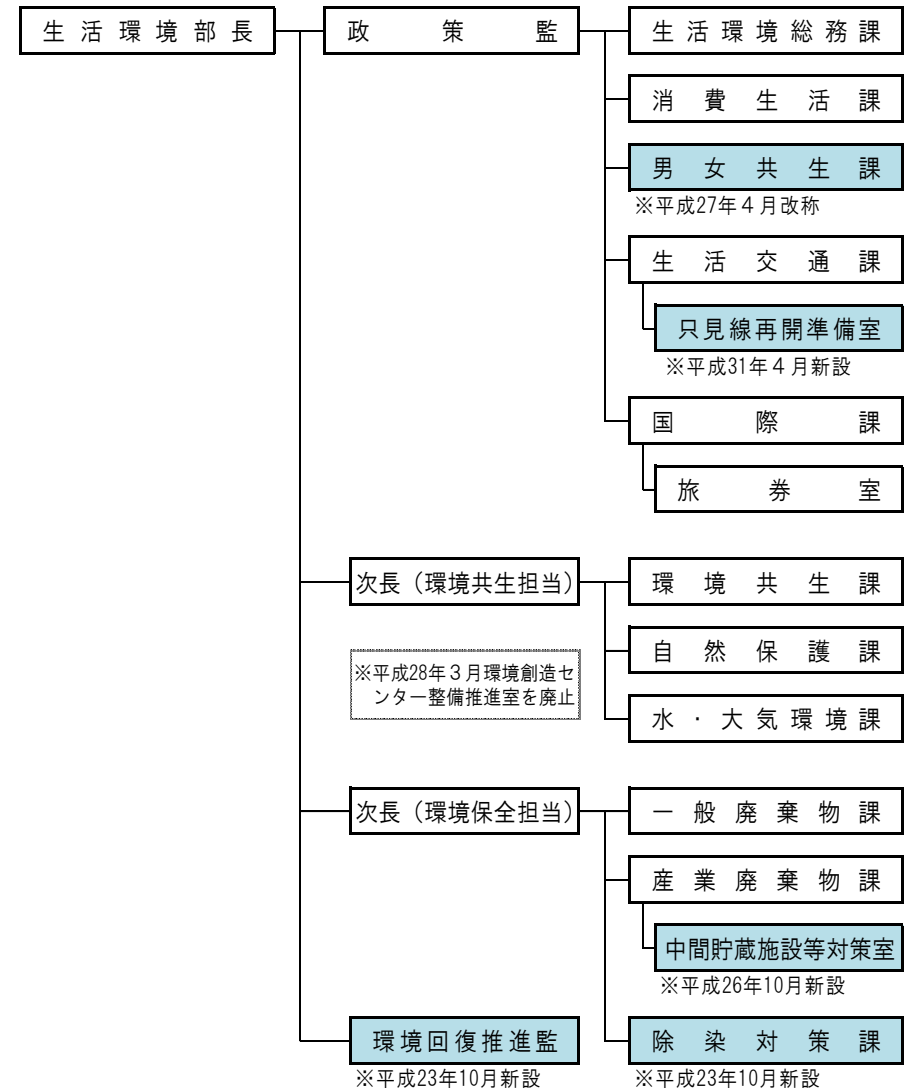 生活環境部長
政策監
生活環境総務課
消費生活課
男女共生課
※平成27年４月改称
生活交通課
只見線再開準備室
※平成31年４月新設
国際課
旅券室
次長（環境共生担当）
環境共生課
※平成28年３月環境創造セ
ンター整備推進室を廃止
自然保護課
水・大気環境課
次長（環境保全担当）
一般廃棄物課
産業廃棄物課
中間貯蔵施設等対策室
※平成26年10月新設
環境回復推進監
※平成23年10月新設
除染対策課
※平成23年10月新設